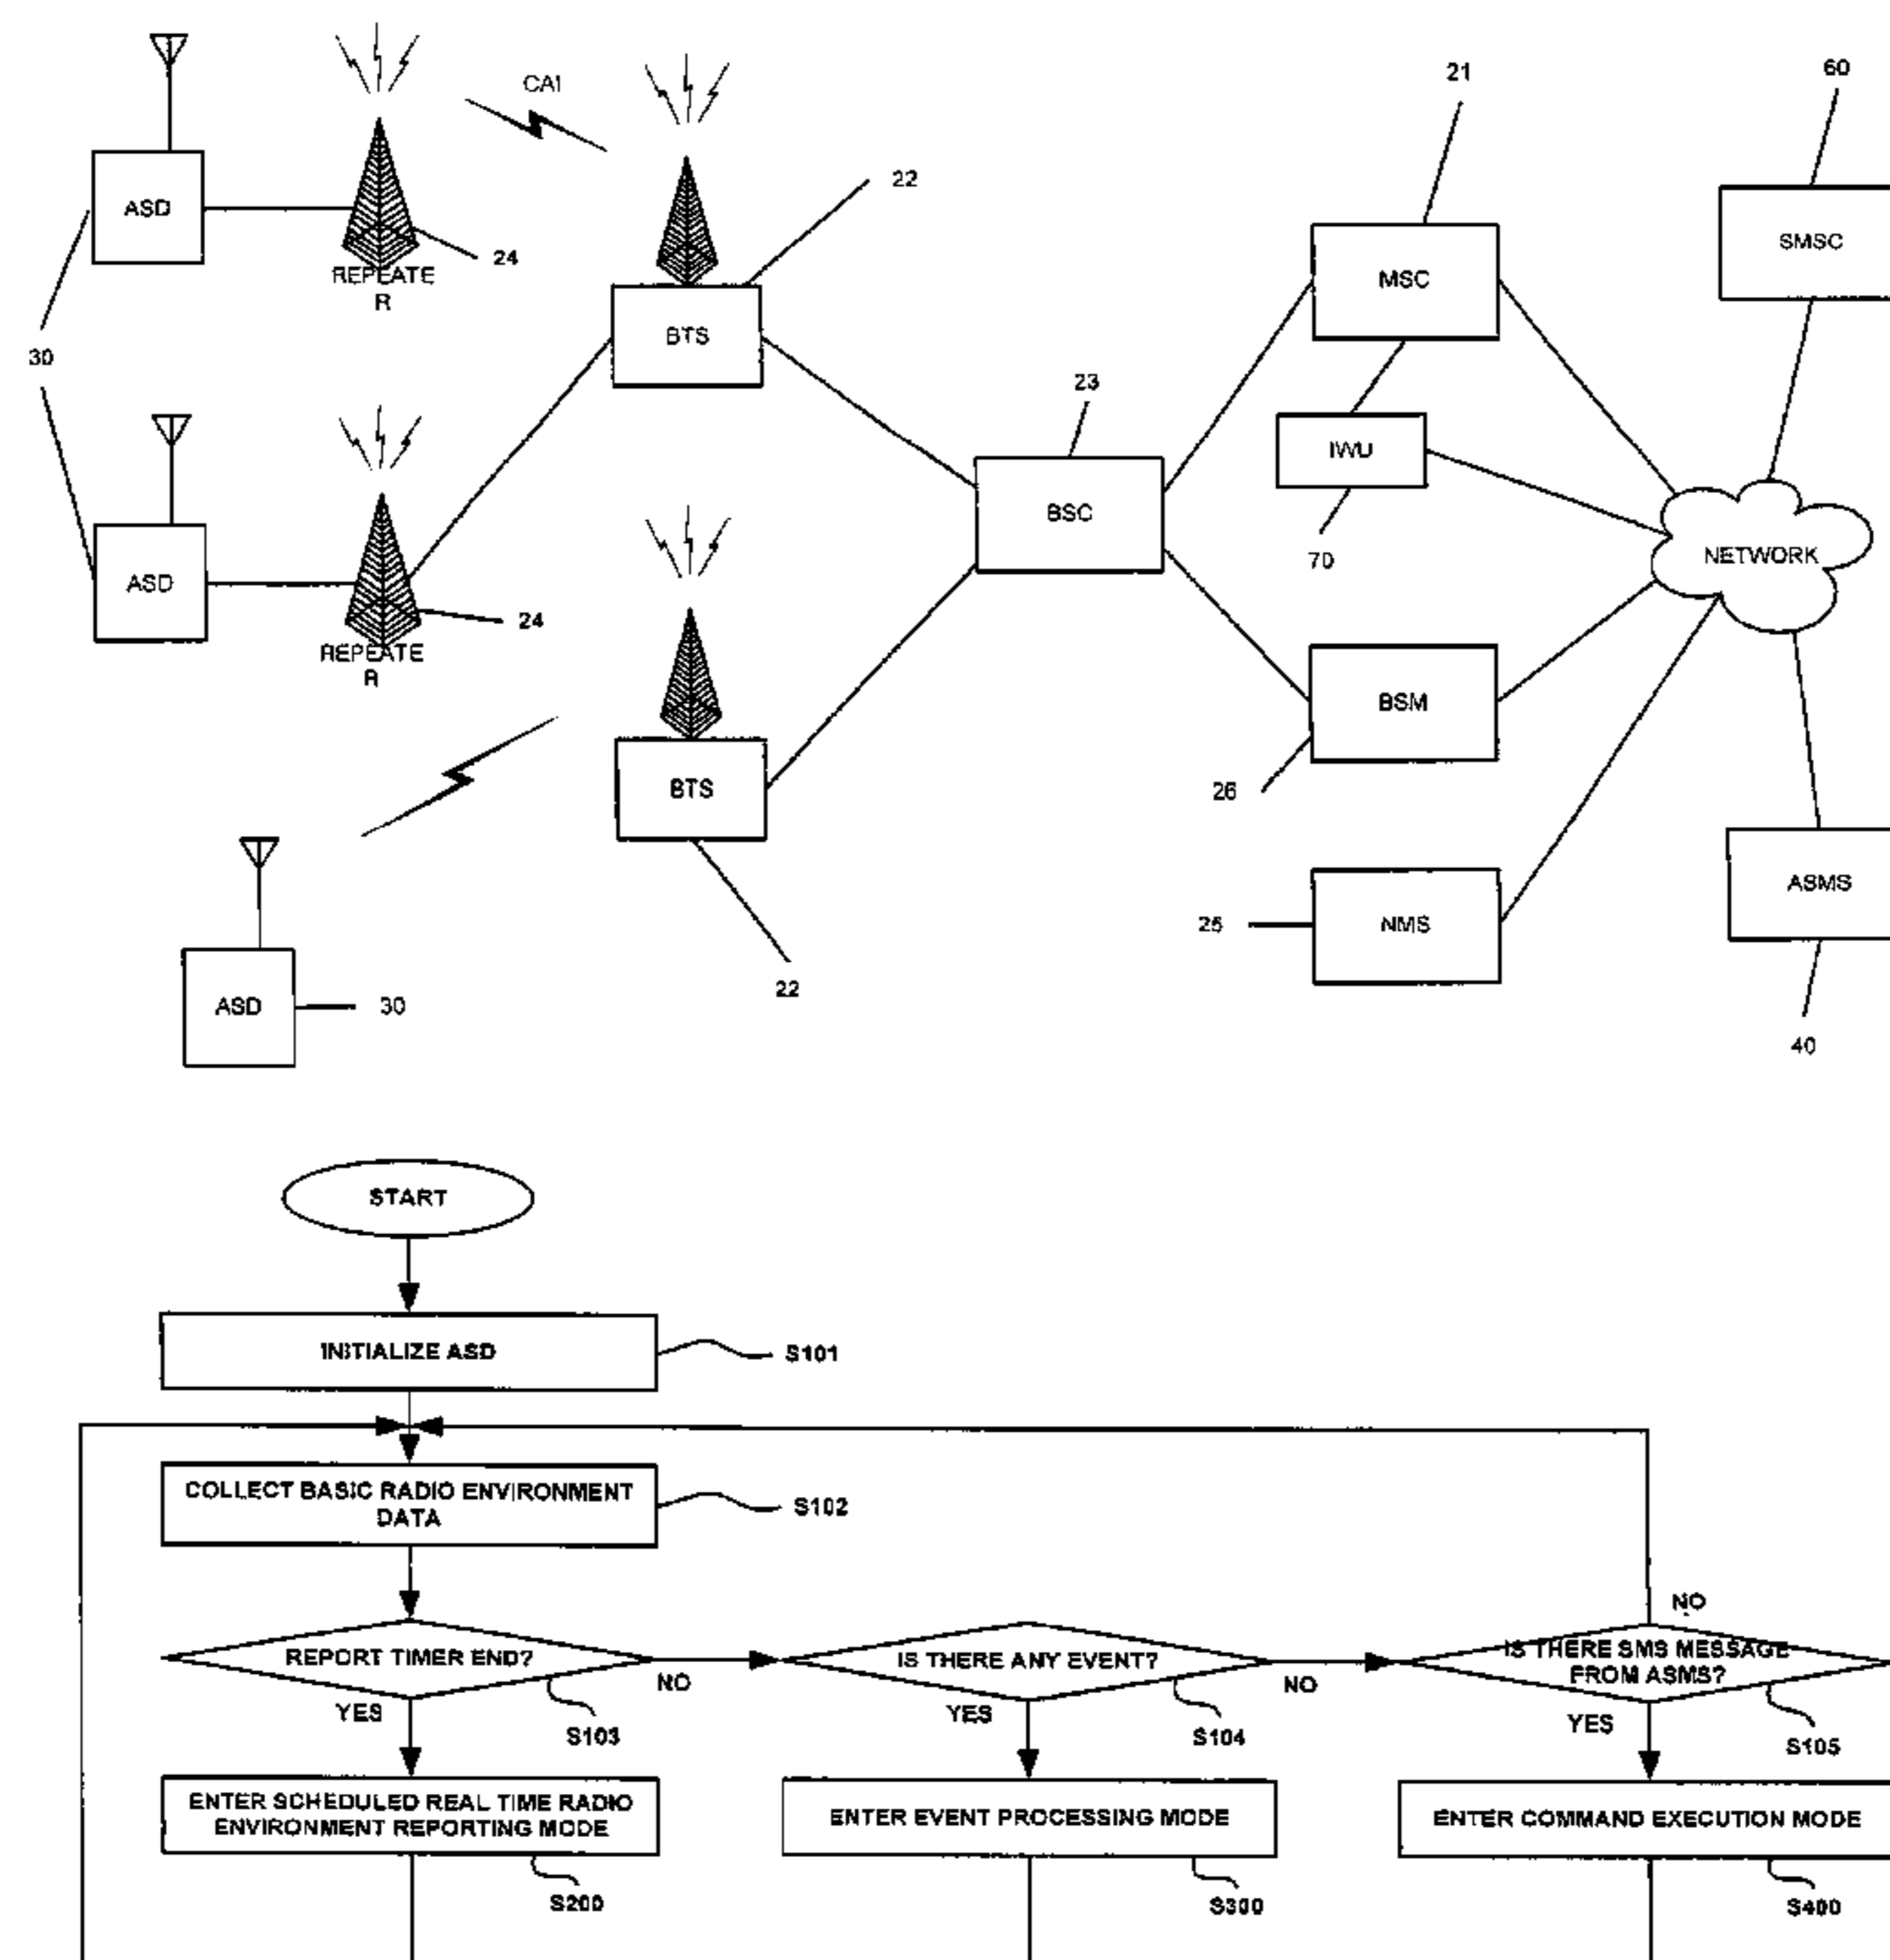 CAI
21
60
22
ASD
24
SMSC
REPEATE
R
MSC
BTS
30
23
IWU
BSC
70
NETWORK
ASD
24
REPEATE
R
BSM
BTS
26
ASMS
25
NMS
22
ASD
30
40
START
INITIALIZE ASD
S101
COLLECT BASIC RADIO ENVIRONMENT
DATA
S102
NO
REPORT TIMER END?
NO
IS THERE ANY EVENT?
NO
IS THERE SMS MESSAGE
FROM ASMS?
YES
S103
YES
S104
YES
S105
ENTER SCHEDULED REAL TIME RADIO
ENVIRONMENT REPORTING MODE
ENTER EVENT PROCESSING MODE
ENTER COMMAND EXECUTION MODE
S200
S300
S400